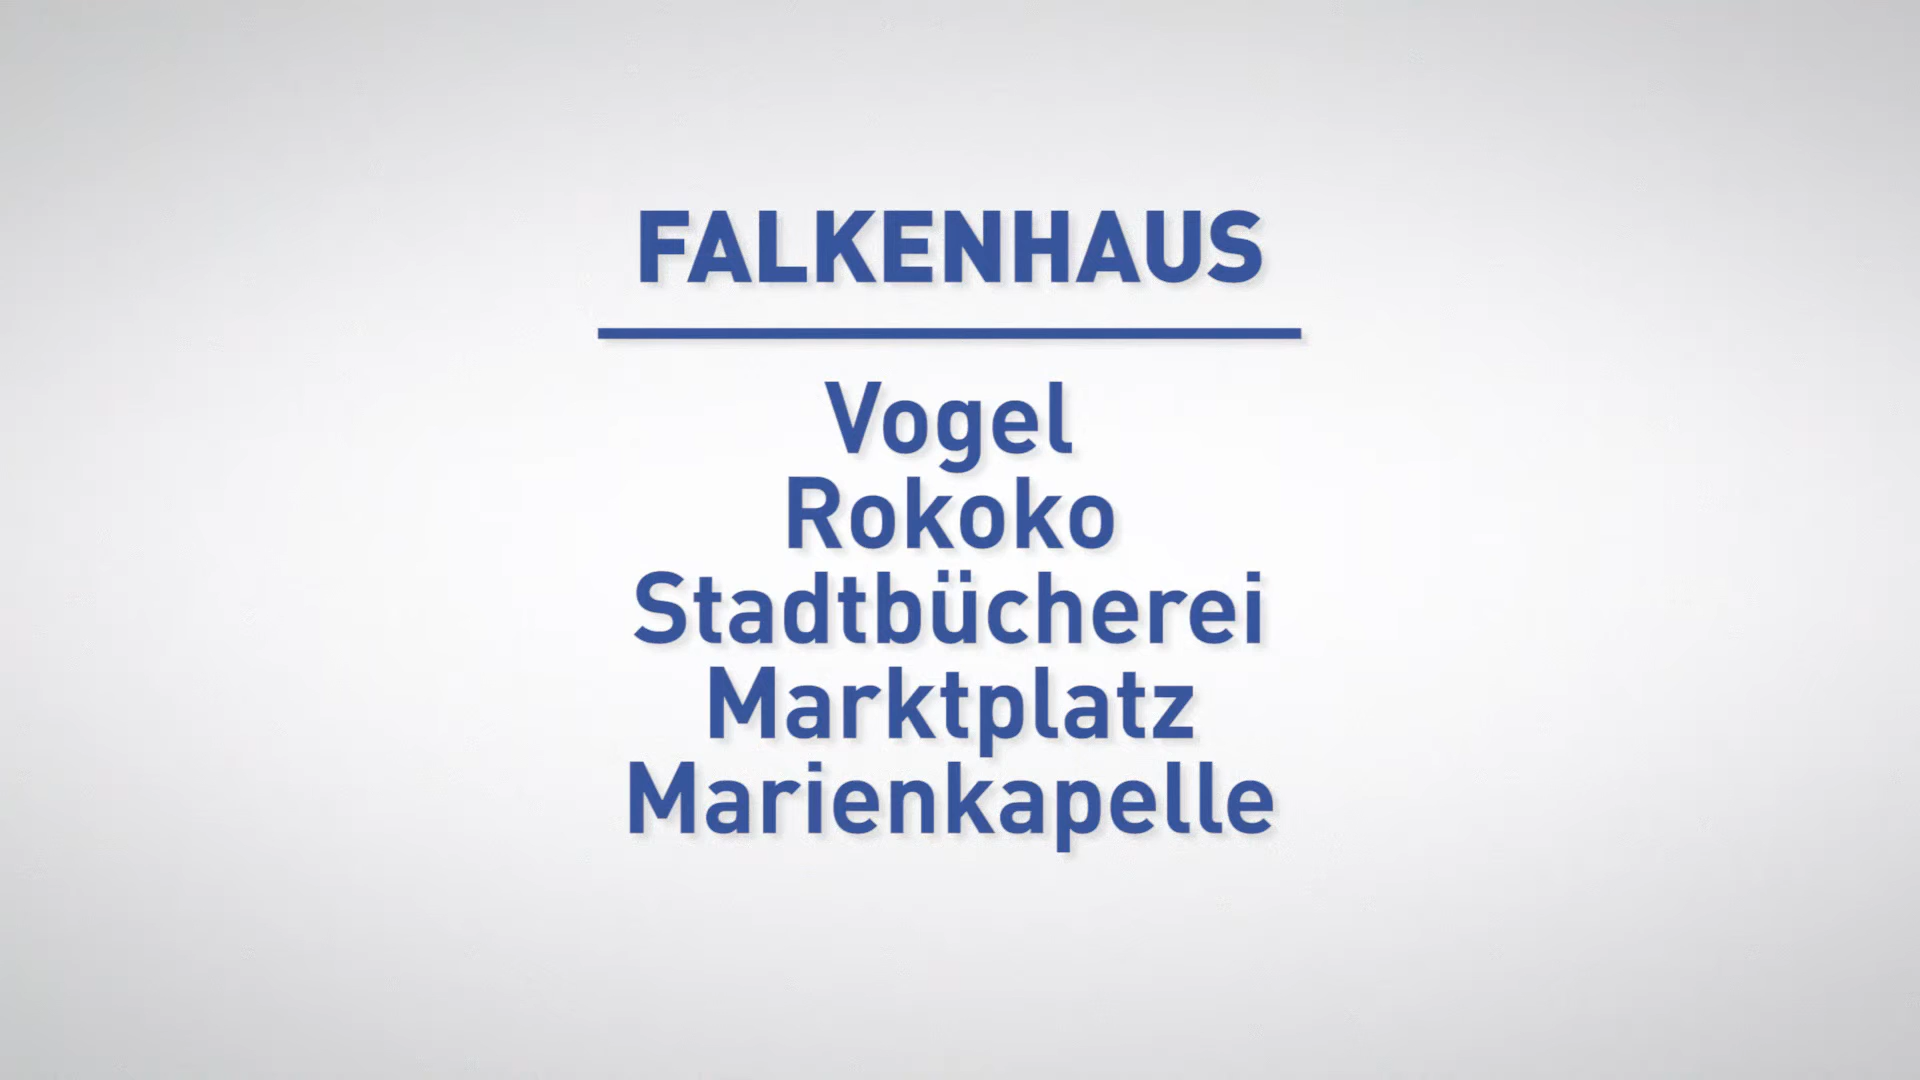 FALKENHAUS
Vogel
Rokoko
Stadtbücherei
Marktplatz
Marienkapelle